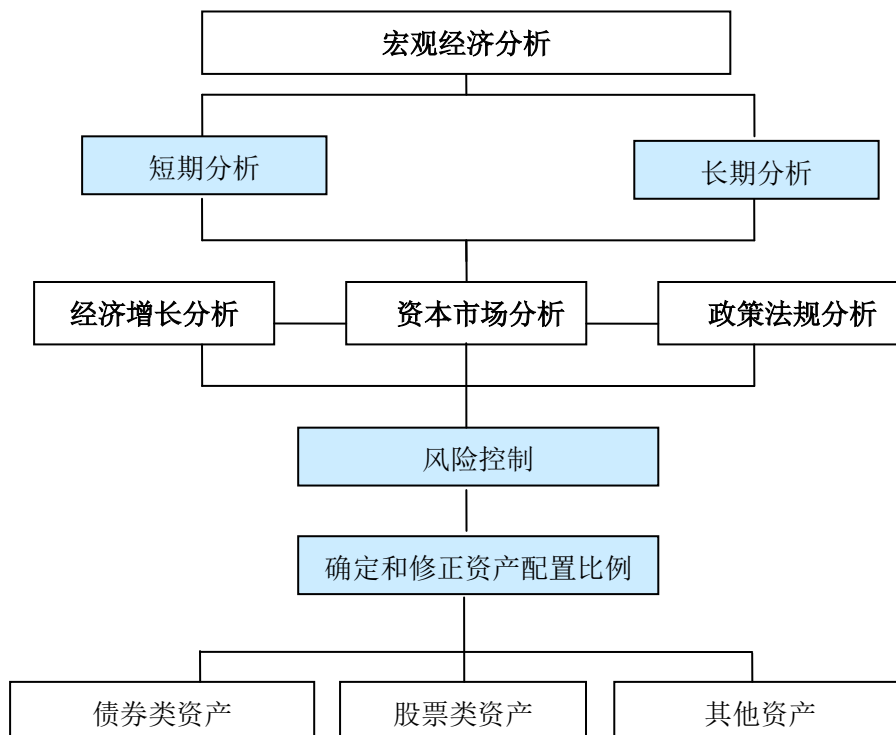 宏观经济分析
短期分析
长期分析
经济增长分析
资本市场分析
政策法规分析
风险控制
确定和修正资产配置比例
债券类资产
股票类资产
其他资产